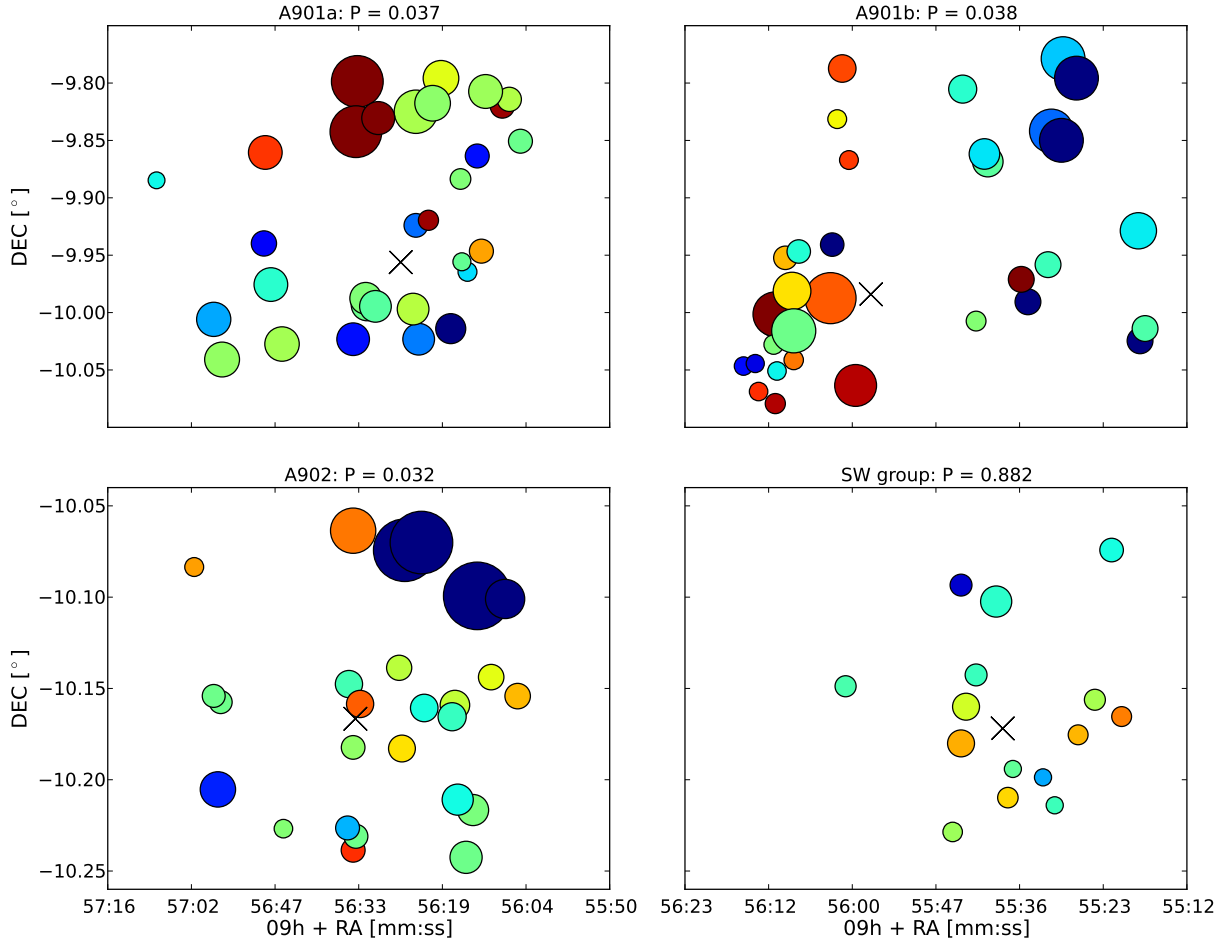 A901a: P = 0.037
A901b: P = 0.038
DEC [°]
−9.80
−9.85
−9.90
−9.95
−10.00
−10.05
A902: P = 0.032
SW group: P = 0.882
DEC [°]
−10.05
−10.10
−10.15
−10.20
−10.25
57:16 57:02 56:47 56:33 56:19 56:04 55:50
56:23 56:12 56:00 55:47 55:36 55:23 55:12
09h + RA [mm:ss]
09h + RA [mm:ss]